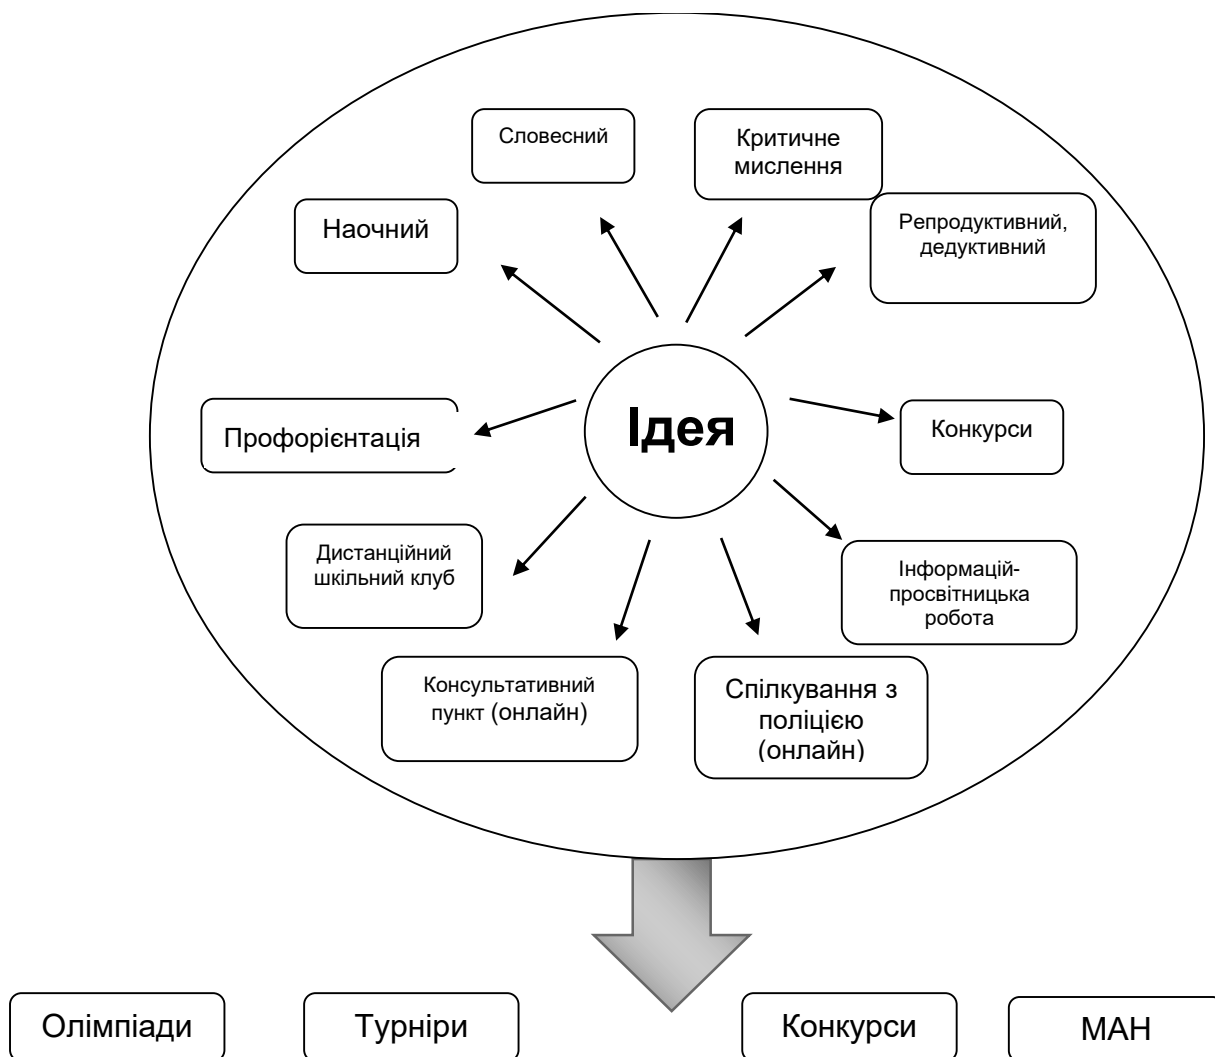 Словесний
Критичне
мислення
Наочний
Репродуктивний,
дедуктивний
Ідея
Профорієнтація
Конкурси
Дистанційний
шкільний клуб
Інформацій-
просвітницька
робота
Консультативний
пункт (онлайн)
Спілкування з
поліцією
(онлайн)
Олімпіади
Турніри
Конкурси
МАН